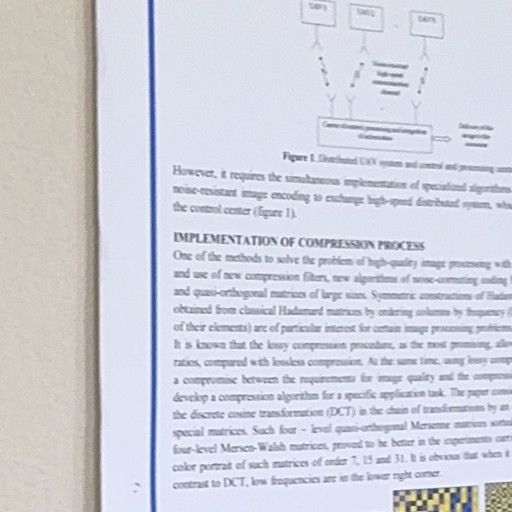 UAV1 UAV2
Figure 1. Distributed UAV system and control and processing
However, it requires the simultaneous implementation of specialized algorithms
noise-resistant image encoding to exchange high-speed distributed system,
the control center (figure 1).
IMPLEMENTATION OF COMPRESSION PROCESS
One of the methods to solve the problem of high-quality image processing with
and use of new compression filters, new algorithms of noise-correcting coding
and quasi-orthogonal matrices of large sizes. Symmetric constructions of
obtained from classical Hadamard matrices by ordering columns by frequency
of their elements) are of particular interest for certain image processing problems
It is known that the lossy compression procedure, as the most promising,
ratios, compared with lossless compression. At the same time, using lossy
a compromise between the requirements for image quality and the
develop a compression algorithm for a specific application task. The paper
the discrete cosine transformation (DCT) in the chain of transformations by an
special matrices. Such four – level quasi-orthogonal Mersenne matrices
four-level Mersen-Walsh matrices, proved to be better in the experiments
color portrait of such matrices of order 7, 15 and 31. It is obvious that when it
contrast to DCT, low frequencies are in the lower right corner.